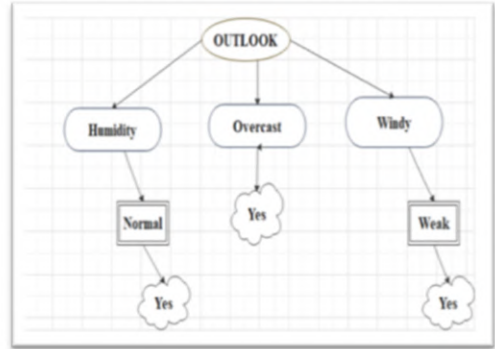 OUTLOOK
Humidity
Overcast
Windy
Normal
Yes
Weak
Yes
Yes